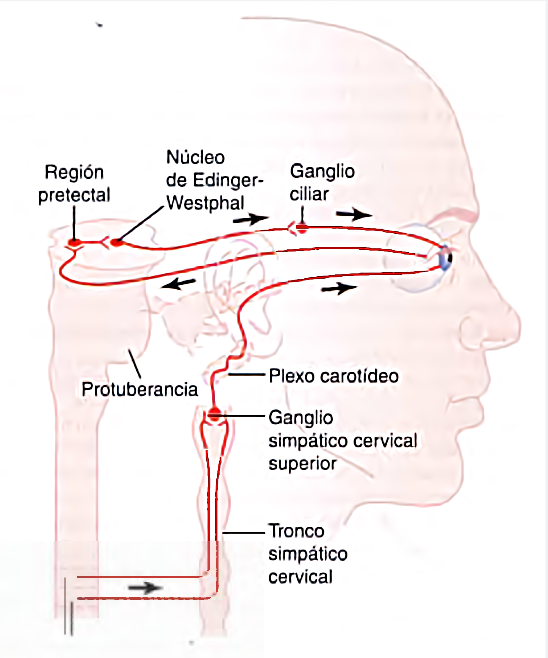 Región
pretectal
Núcleo
de Edinger-
Westphal
Ganglio
ciliar
Protuberancia
Plexo carotídeo
Ganglio
simpático cervical
superior
Tronco
simpático
cervical